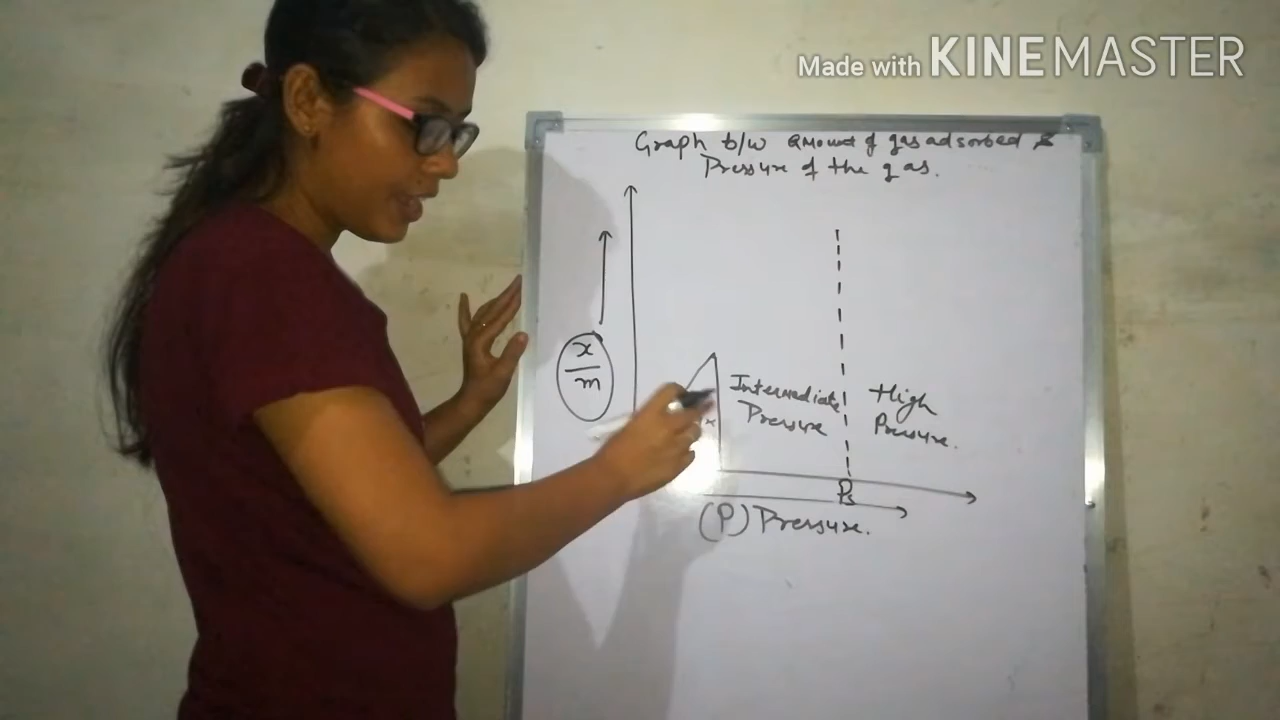 Made with KINEMASTER
Graph b/w amount of gas adsorbed &
Pressure of the gas.
x
m
Intermediate
Pressure
High
Pressure.
Ps
(P) Pressure.